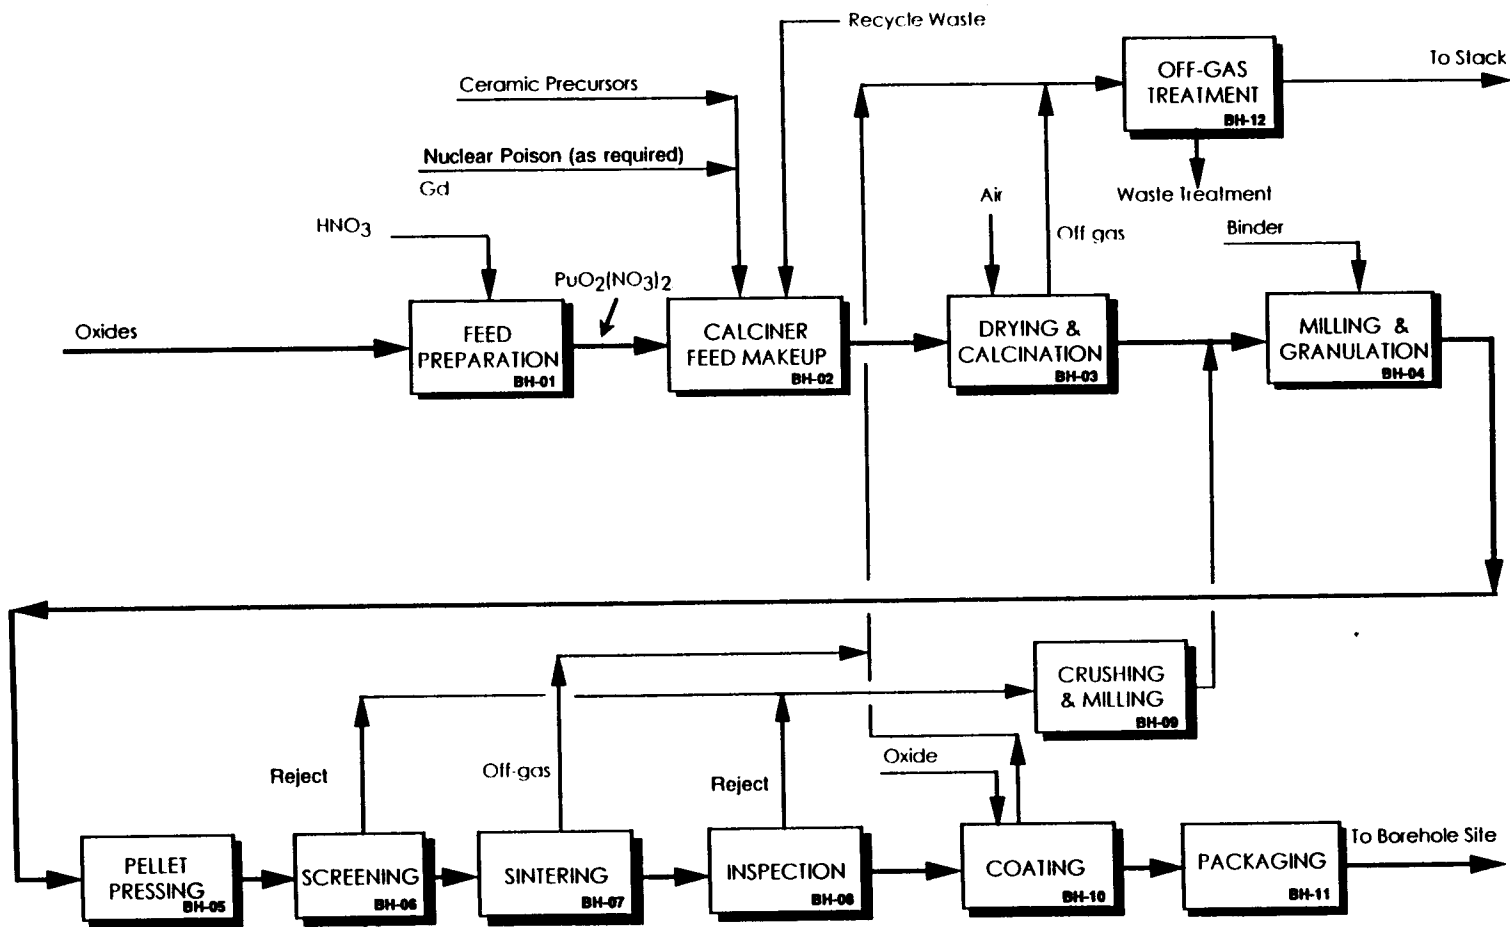 Recycle Waste
To Stack
OFF-GAS
TREATMENT
BH-12
Ceramic Precursors
Nuclear Poison (as required)
Gd
Waste Treatment
Air
HNO3
Off gas
Binder
PuO2(NO3)2
Oxides
FEED
PREPARATION
BH-01
CALCINER
FEED MAKEUP
BH-02
DRYING &
CALCINATION
BH-03
MILLING &
GRANULATION
BH-04
CRUSHING
& MILLING
BH-09
Reject
Off-gas
Reject
Oxide
To Borehole Site
PELLET
PRESSING
BH-05
SCREENING
BH-06
SINTERING
BH-07
INSPECTION
BH-08
COATING
BH-10
PACKAGING
BH-11